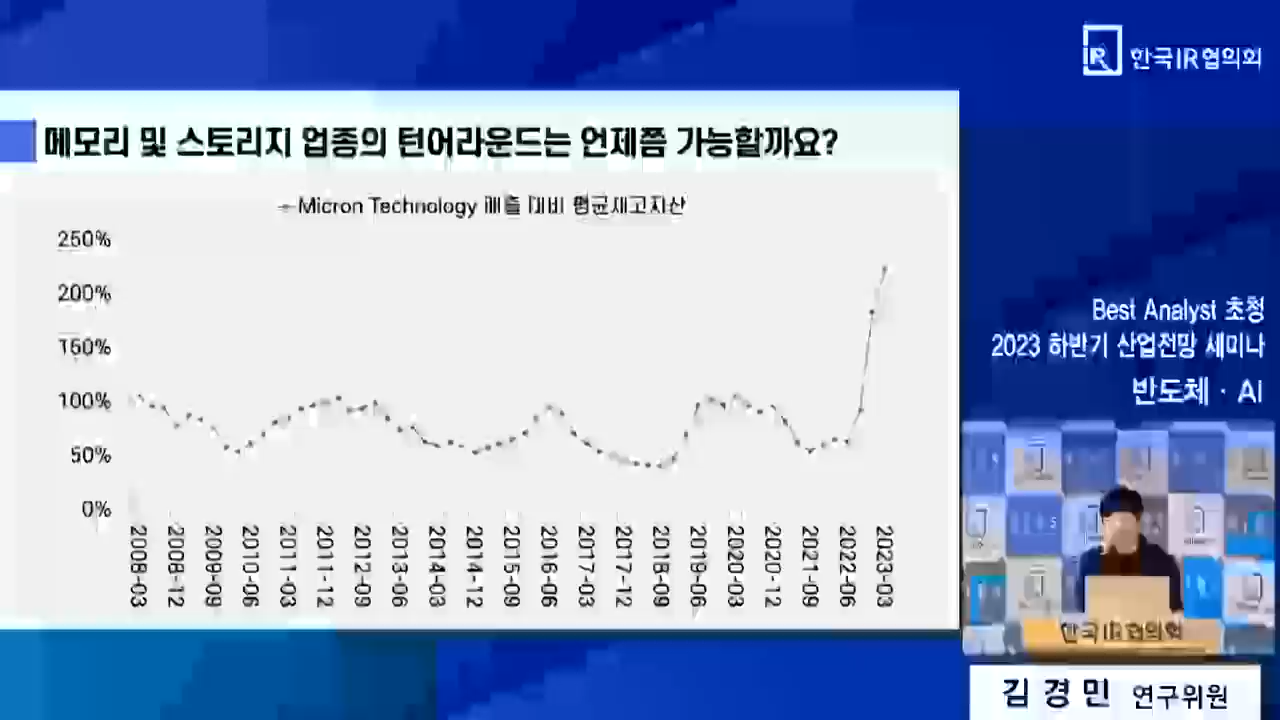 IR 한국IR협의회
메모리 및 스토리지 업종의 턴어라운드는 언제쯤 가능할까요?
Micron Technology 매출 대비 평균재고자산
250%
200%
150%
100%
50%
0%
2008-03 2008-12 2009-09 2010-06 2011-03 2011-12 2012-09 2013-06 2014-03 2014-12 2015-09 2016-06 2017-03 2017-12 2018-09 2019-06 2020-03 2020-12 2021-09 2022-06 2023-03
Best Analyst 초청
2023 하반기 산업전망 세미나
반도체 · AI
한국IR협의회
김경민 연구위원